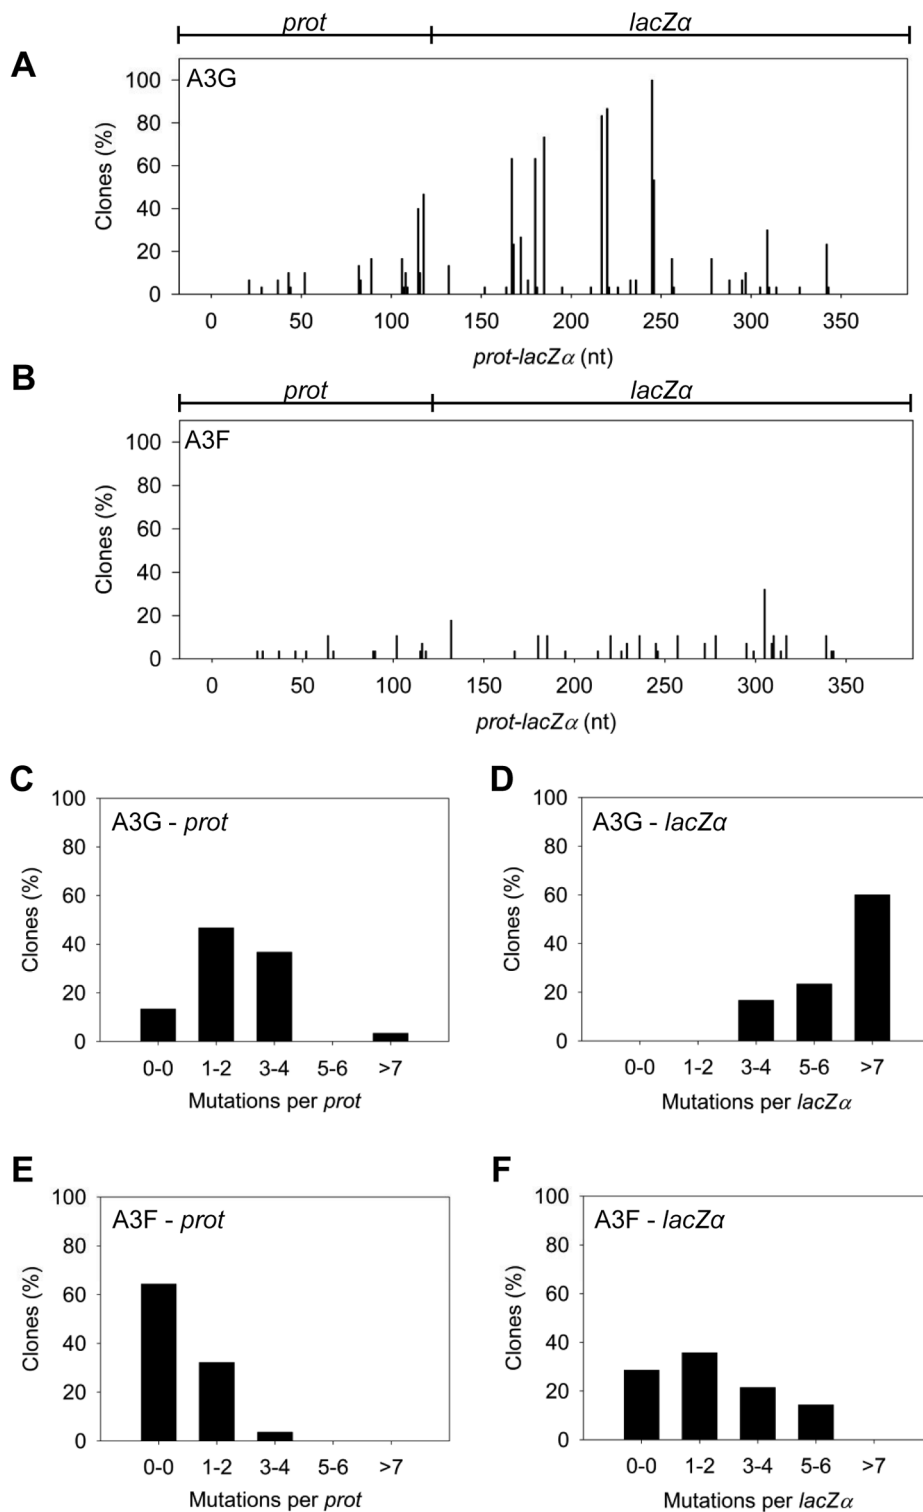 prot lacZα
A
A3G
100
80
60
40
20
0
Clones (%)
0 50 100 150 200 250 300 350
prot-lacZα (nt)
B
prot lacZα
A3F
100
80
60
40
20
0
Clones (%)
0 50 100 150 200 250 300 350
prot-lacZα (nt)
C
A3G - prot
100
80
60
40
20
0
Clones (%)
0-0 1-2 3-4 5-6 >7
Mutations per prot
D
A3G - lacZα
100
80
60
40
20
0
Clones (%)
0-0 1-2 3-4 5-6 >7
Mutations per lacZα
E
A3F - prot
100
80
60
40
20
0
Clones (%)
0-0 1-2 3-4 5-6 >7
Mutations per prot
F
A3F - lacZα
100
80
60
40
20
0
Clones (%)
0-0 1-2 3-4 5-6 >7
Mutations per lacZα